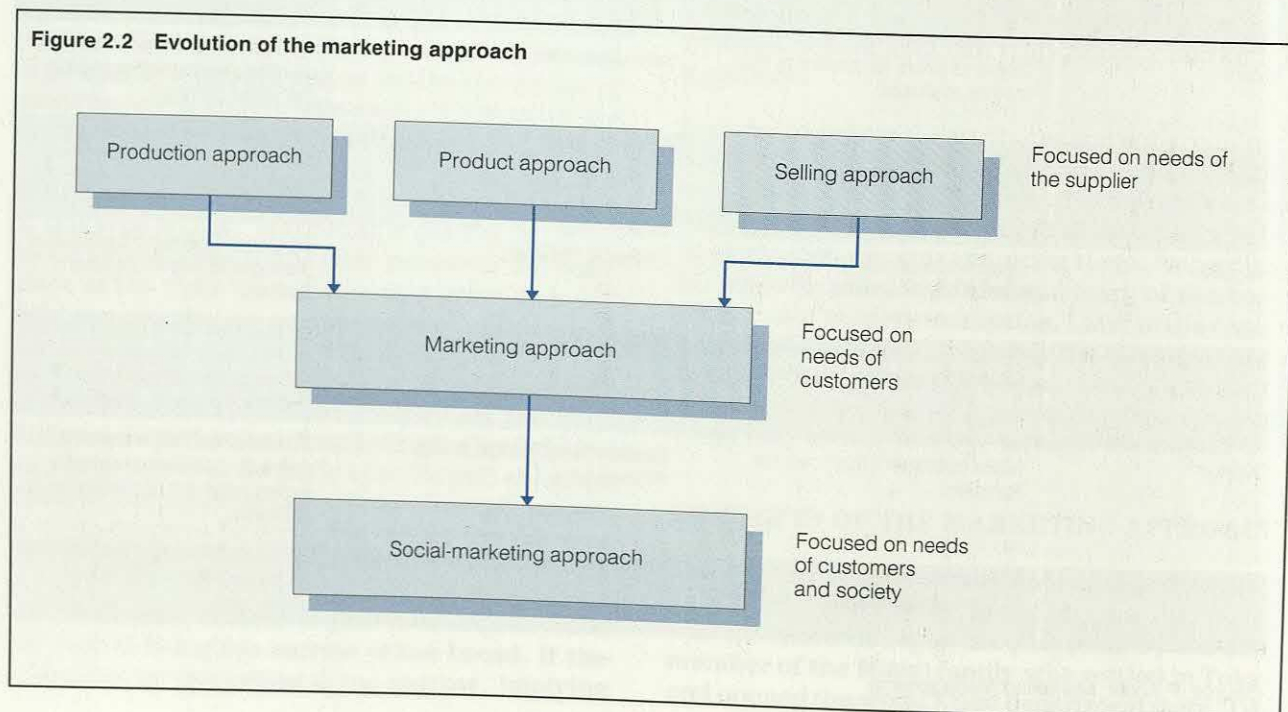 Figure 2.2 Evolution of the marketing approach
Production approach
Product approach
Selling approach
Focused on needs of
the supplier
Marketing approach
Focused on
needs of
customers
Social-marketing approach
Focused on needs
of customers
and society